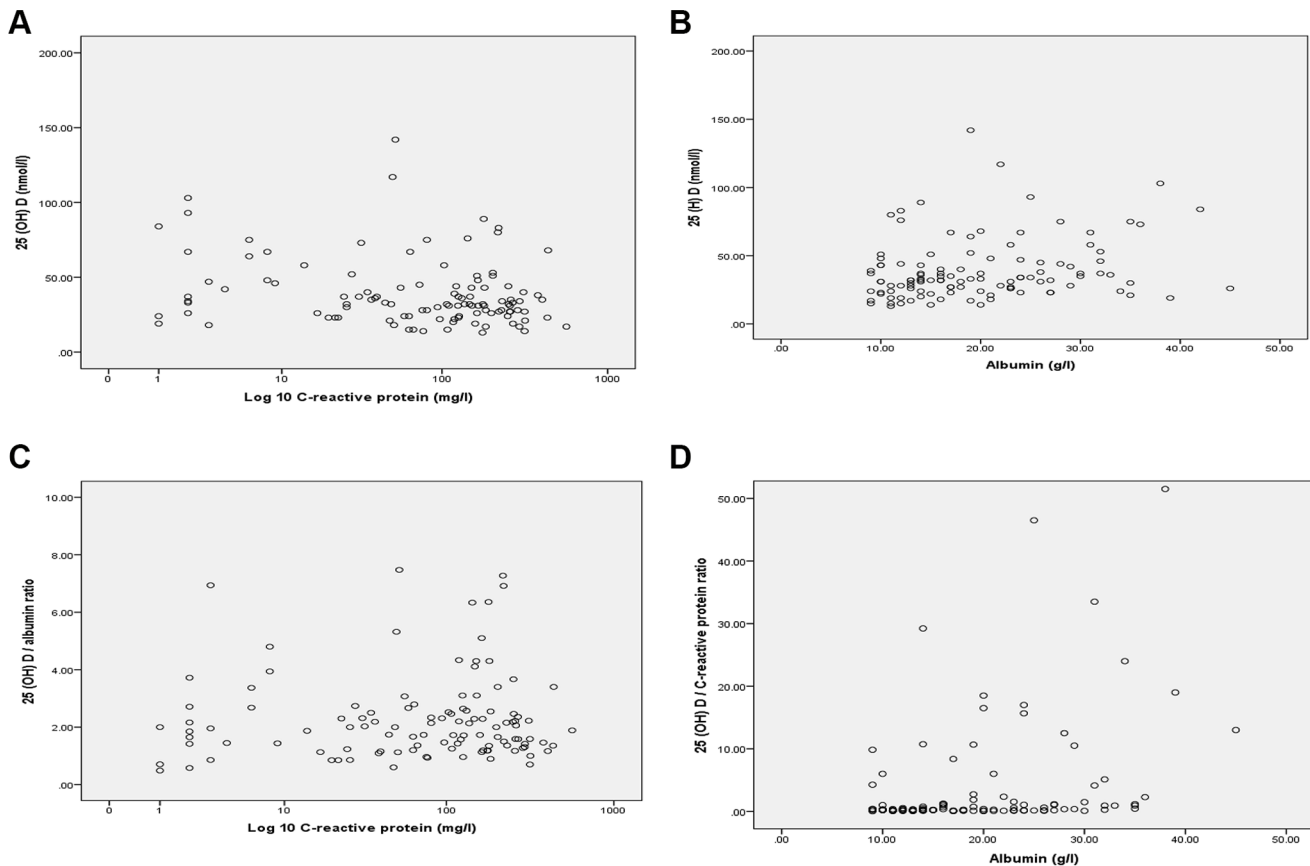 A
200.00
150.00
100.00
50.00
.00
25 (OH) D (nmol/l)
0 1 10 100 1000
Log 10 C-reactive protein (mg/l)
B
200.00
150.00
100.00
50.00
.00
25 (H) D (nmol/l)
.00 10.00 20.00 30.00 40.00 50.00
Albumin (g/l)
C
10.00
8.00
6.00
4.00
2.00
.00
25 (OH) D / albumin ratio
0 1 10 100 1000
Log 10 C-reactive protein (mg/l)
D
50.00
40.00
30.00
20.00
10.00
.00
25 (OH) D / C-reactive protein ratio
.00 10.00 20.00 30.00 40.00 50.00
Albumin (g/l)